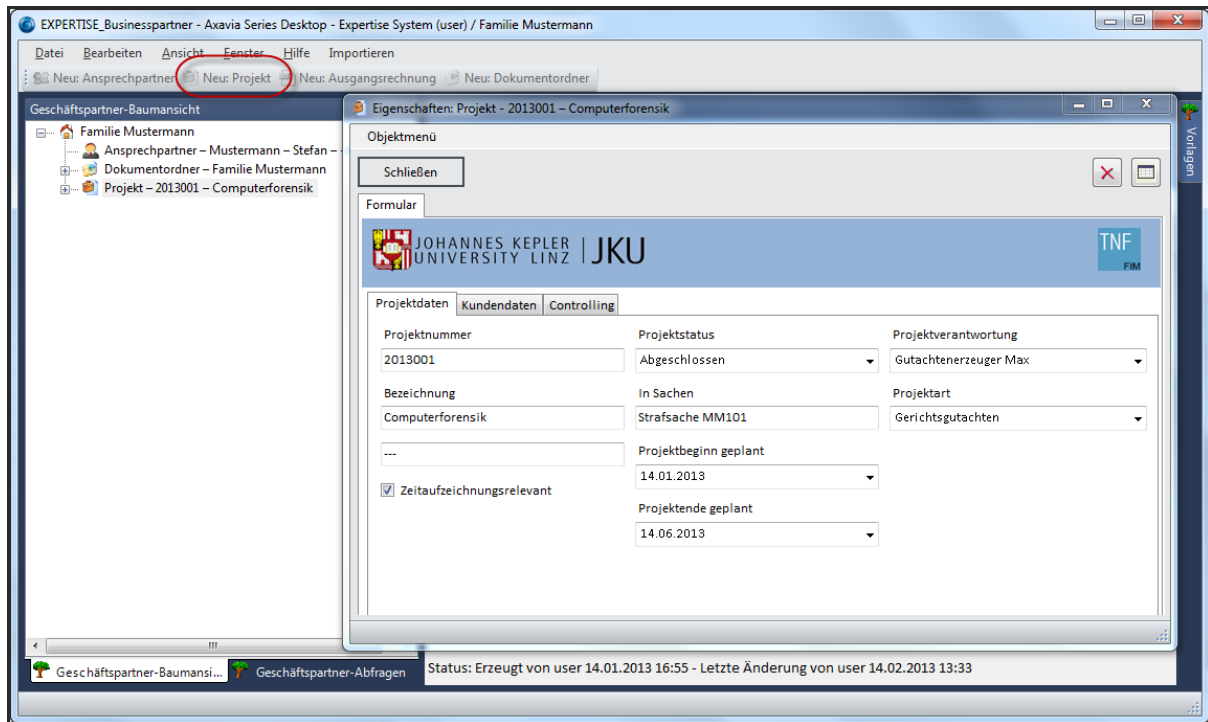 EXPERTISE_Businesspartner - Axavia Series Desktop - Expertise System (user) / Familie Mustermann
Datei Bearbeiten Ansicht Fenster Hilfe Importieren
Neu: Ansprechpartner Neu: Projekt Neu: Ausgangsrechnung Neu: Dokumentordner
Geschäftspartner-Baumansicht
Familie Mustermann
Ansprechpartner – Mustermann – Stefan –
Dokumentordner – Familie Mustermann
Projekt – 2013001 – Computerforensik
Eigenschaften: Projekt - 2013001 – Computerforensik
Objektmenü
Schließen
Formular
JOHANNES KEPLER
UNIVERSITY LINZ | JKU
TNF
FIM
Projektdaten Kundendaten Controlling
Projektnummer Projektstatus Projektverantwortung
2013001 Abgeschlossen Gutachtenerzeuger Max
Bezeichnung In Sachen Projektart
Computerforensik Strafsache MM101 Gerichtsgutachten
Projektbeginn geplant
--- 14.01.2013
Zeitaufzeichnungsrelevant
Projektende geplant
14.06.2013
Vorlagen
Geschäftspartner-Baumansi... Geschäftspartner-Abfragen
Status: Erzeugt von user 14.01.2013 16:55 - Letzte Änderung von user 14.02.2013 13:33